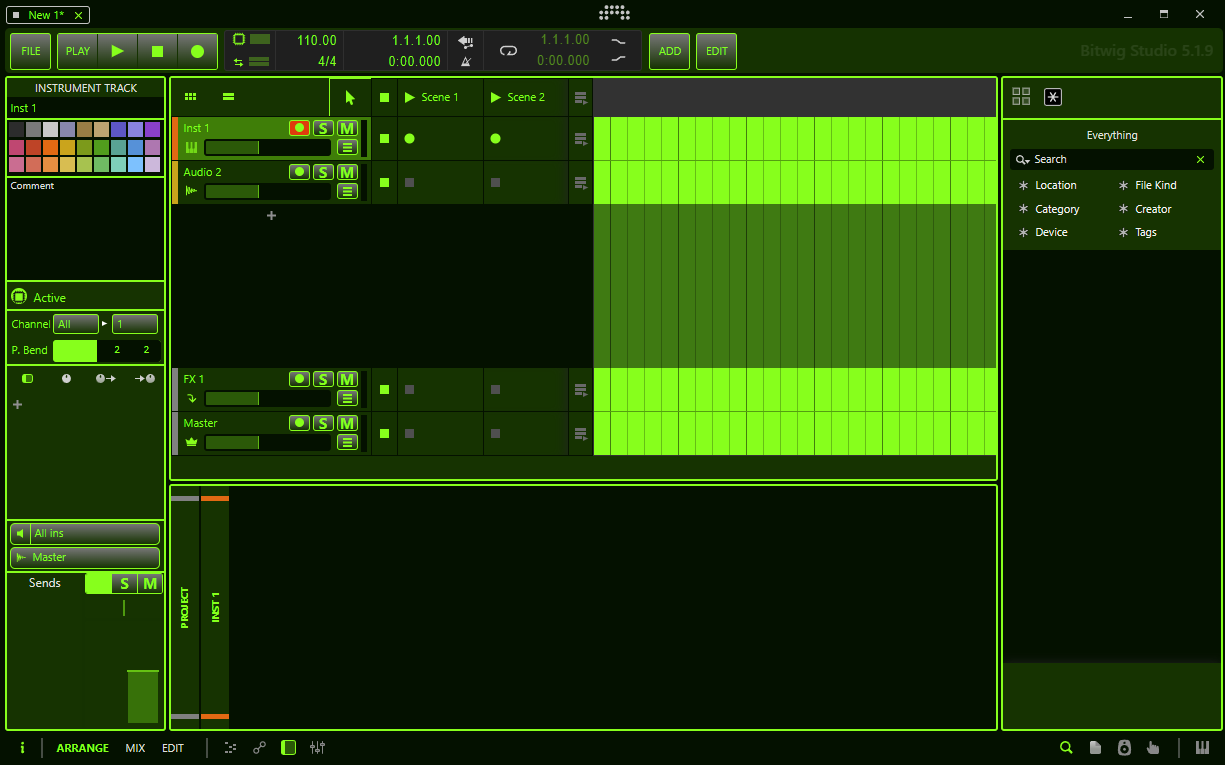 New 1*
FILE
PLAY
110.00
4/4
1.1.1.00
0:00.000
1.1.1.00
0:00.000
ADD
EDIT
Bitwig Studio 5.1.9
INSTRUMENT TRACK
Inst 1
Comment
Active
Channel All 1
P. Bend 2 2
All ins
Master
Sends S M
Scene 1
Scene 2
Inst 1 S M
Audio 2 S M
FX 1 S M
Master S M
PROJECT
INST 1
Everything
Search
Location File Kind
Category Creator
Device Tags
ARRANGE MIX EDIT